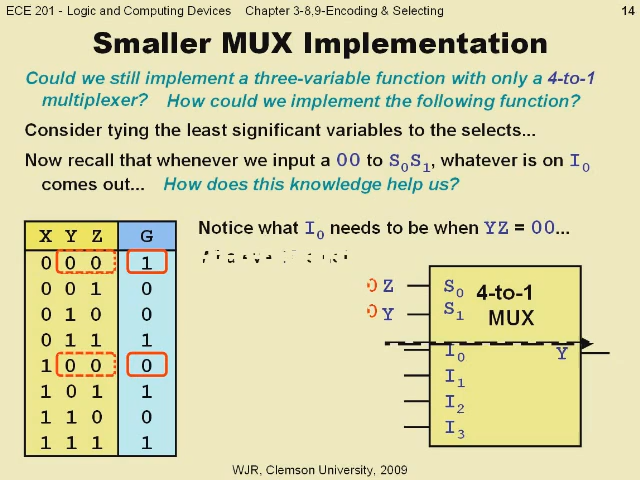 ECE 201 - Logic and Computing Devices Chapter 3-8,9-Encoding & Selecting 14
Smaller MUX Implementation
Could we still implement a three-variable function with only a 4-to-1
multiplexer? How could we implement the following function?
Consider tying the least significant variables to the selects...
Now recall that whenever we input a 00 to S0S1, whatever is on I0
comes out... How does this knowledge help us?
Notice what I0 needs to be when YZ = 00...
X Y Z G
0 0 0 1
0 0 1 0
0 1 0 0
0 1 1 1
1 0 0 0
1 0 1 1
1 1 0 0
1 1 1 1
0 Z S0
0 Y S1
4-to-1
MUX
I0 Y
I1
I2
I3
WJR, Clemson University, 2009